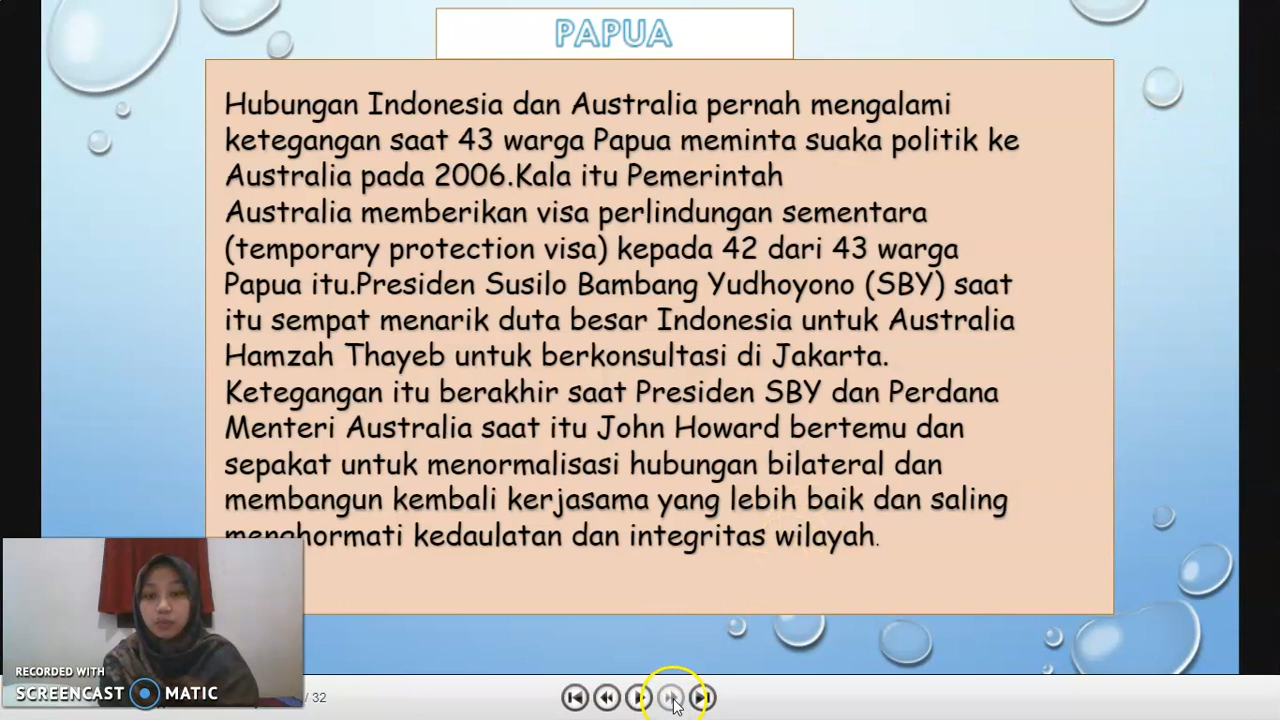 PAPUA
Hubungan Indonesia dan Australia pernah mengalami
ketegangan saat 43 warga Papua meminta suaka politik ke
Australia pada 2006.Kala itu Pemerintah
Australia memberikan visa perlindungan sementara
(temporary protection visa) kepada 42 dari 43 warga
Papua itu.Presiden Susilo Bambang Yudhoyono (SBY) saat
itu sempat menarik duta besar Indonesia untuk Australia
Hamzah Thayeb untuk berkonsultasi di Jakarta.
Ketegangan itu berakhir saat Presiden SBY dan Perdana
Menteri Australia saat itu John Howard bertemu dan
sepakat untuk menormalisasi hubungan bilateral dan
membangun kembali kerjasama yang lebih baik dan saling
menghormati kedaulatan dan integritas wilayah.
RECORDED WITH
SCREENCAST MATIC
/ 32